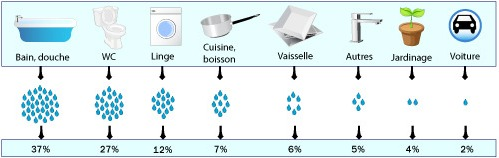 Bain, douche
WC
Linge
Cuisine,
boisson
Vaisselle
Autres
Jardinage
Voiture
37%
27%
12%
7%
6%
5%
4%
2%